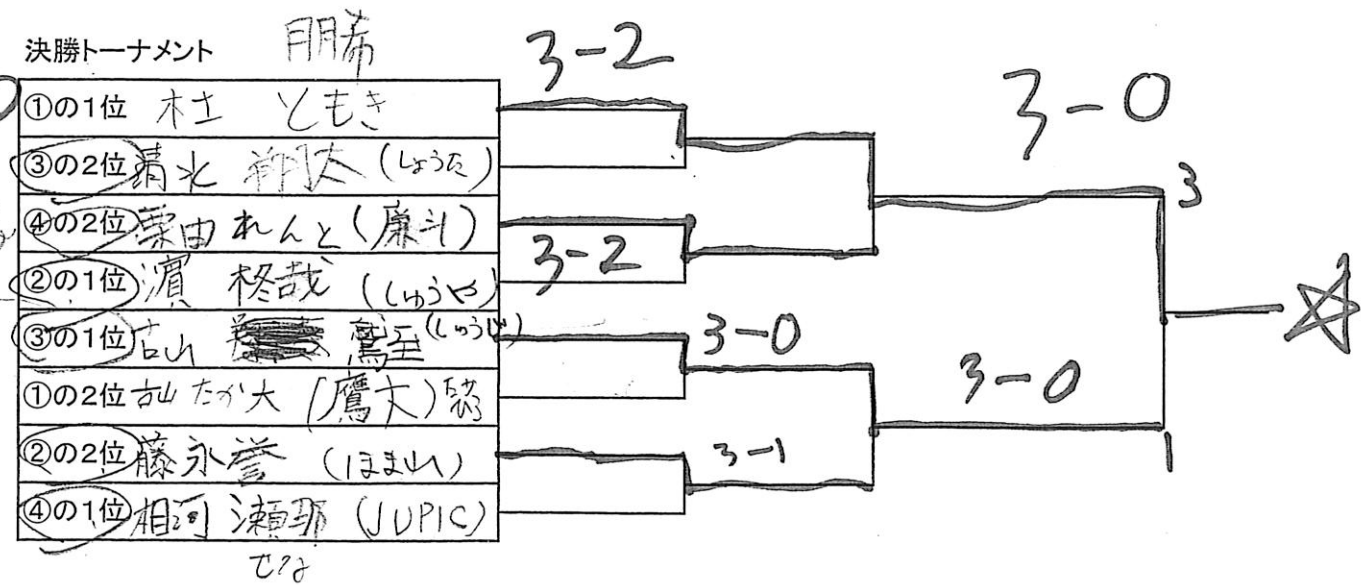 決勝トーナメント 朋希
3-2
3-0
①の1位 村土 ともき
③の2位 清水 翔太 (しょうた)
④の2位 栗田 れんと (廉斗)
3-2
②の1位 濱 柊哉 (しゅうや)
③の1位 古山 鷲至 (しゅうじ)
3-0
①の2位 古山 たか大 (鷹大)
②の2位 藤永誉 (ほまれ)
3-1
④の1位 相河 瀬那 (JUPIC)
せな
3
3-0
1